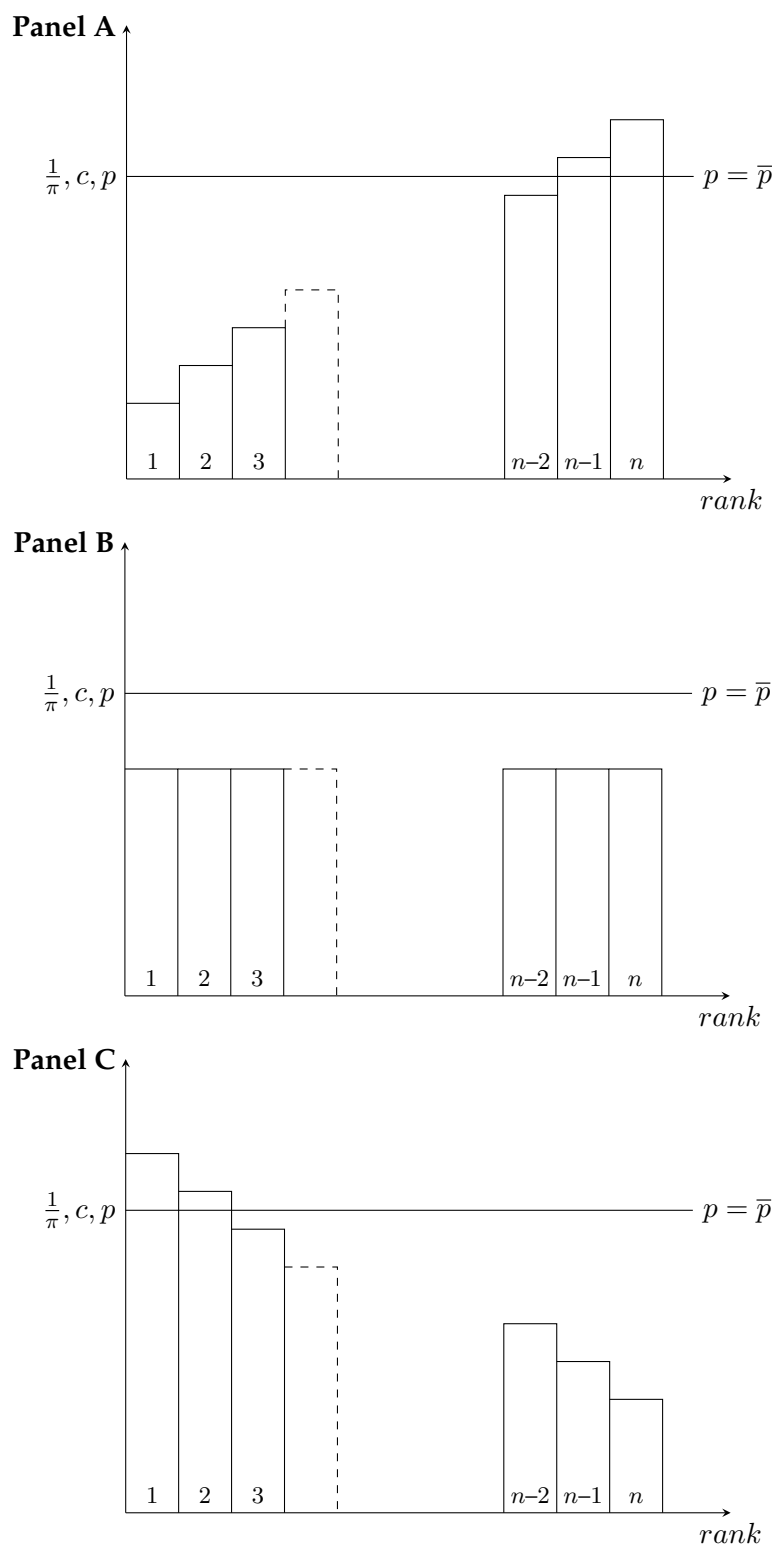 Panel A
1/π, c, p
p = p̅
1 2 3 n–2 n–1 n
rank
Panel B
1/π, c, p
p = p̅
1 2 3 n–2 n–1 n
rank
Panel C
1/π, c, p
p = p̅
1 2 3 n–2 n–1 n
rank